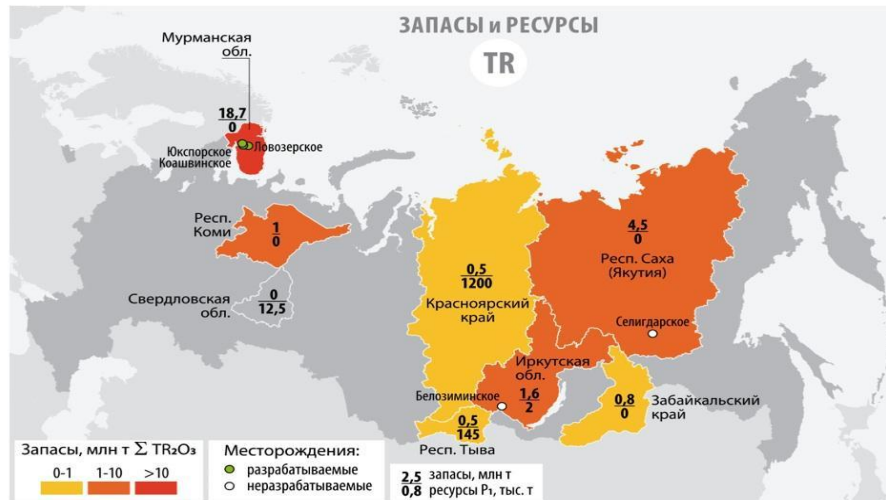 ЗАПАСЫ и РЕСУРСЫ
TR
Мурманская
обл.
18,7
0
Юкспорское
Коашвинское
Ловозерское
Респ.
Коми
1
0
Свердловская
обл.
0
12,5
0,5
1200
Красноярский
край
4,5
0
Респ. Саха
(Якутия)
Селигдарское
Иркутская
обл.
1,6
2
Белозиминское
0,5
145
Респ. Тыва
0,8
0
Забайкальский
край
Запасы, млн т Σ TR₂O₃
0-1
1-10
>10
Месторождения:
разрабатываемые
неразрабатываемые
2,5 запасы, млн т
0,8 ресурсы P₁, тыс. т